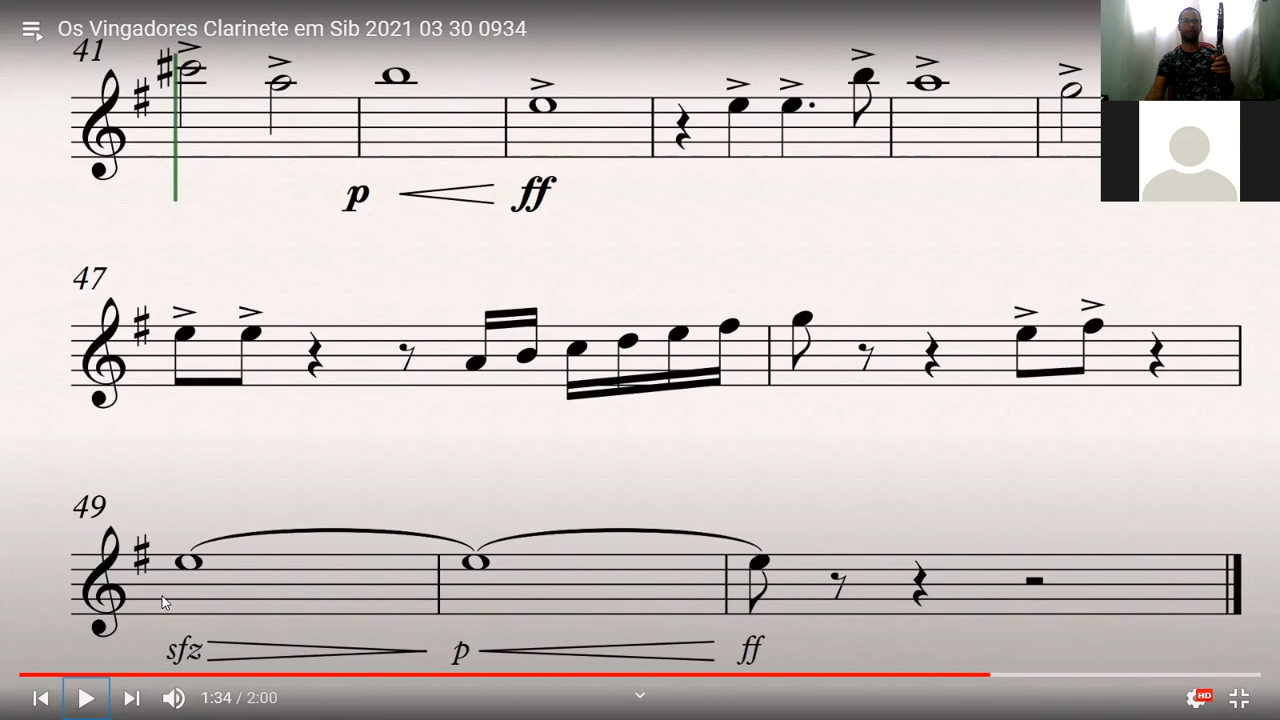 Os Vingadores Clarinete em Sib 2021 03 30 0934
41
p ff
47
49
sfz p ff
1:34 / 2:00
HD